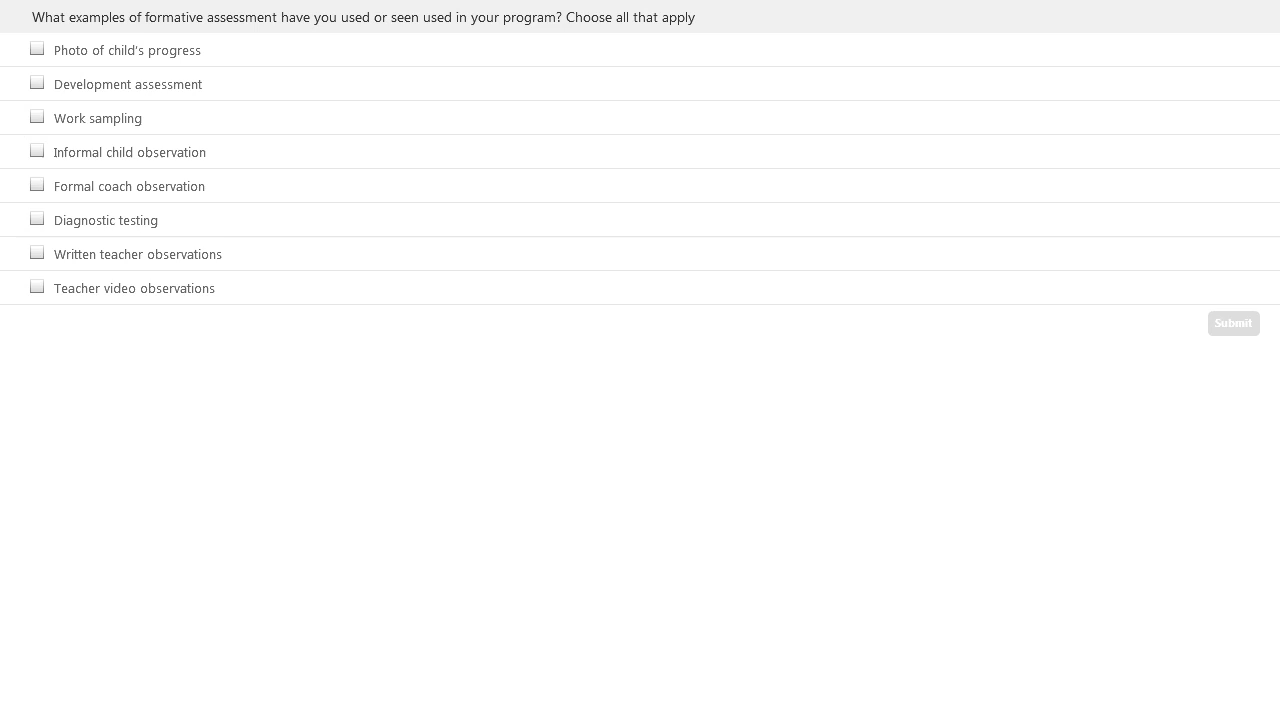 What examples of formative assessment have you used or seen used in your program? Choose all that apply
Photo of child's progress
Development assessment
Work sampling
Informal child observation
Formal coach observation
Diagnostic testing
Written teacher observations
Teacher video observations
Submit